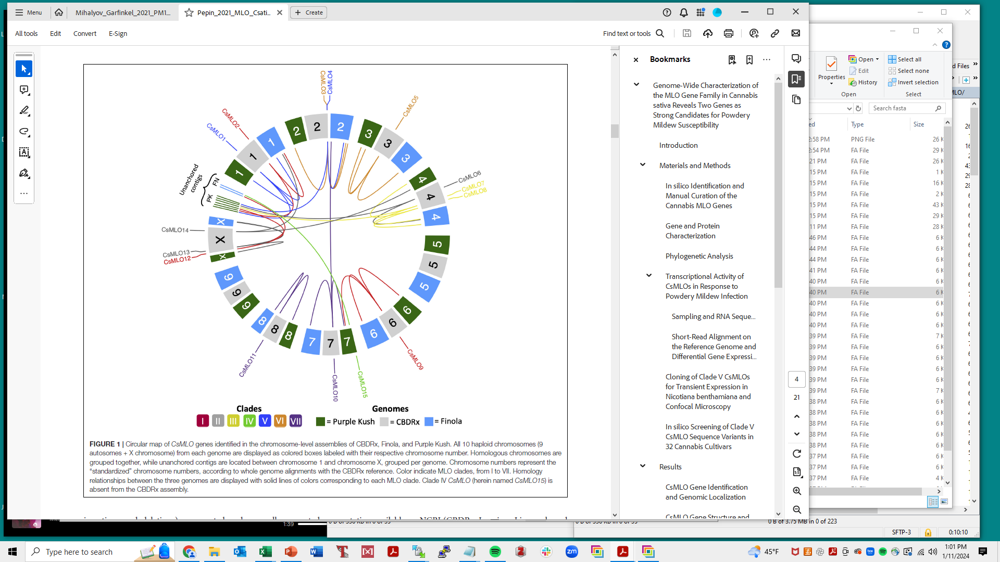 Menu
Mihalyov_Garfinkel_2021_PM1...
Pepin_2021_MLO_Csati...
Create
All tools
Edit
Convert
E-Sign
Find text or tools
CsMLO3
CsMLO4
CsMLO5
CsMLO2
CsMLO1
2 2 2
3 3 3
1 1 1
Unanchored
contigs
FN
PK
4 4 4
CsMLO6
CsMLO7
CsMLO8
X X X
CsMLO14
CsMLO13
CsMLO12
5 5 5
9 9 9
8 8 8
7 7 7
6 6 6
CsMLO11
CsMLO10
CsMLO15
CsMLO9
Clades
I II III IV V VI VII
Genomes
= Purple Kush = CBDRx = Finola
FIGURE 1 | Circular map of CsMLO genes identified in the chromosome-level assemblies of CBDRx, Finola, and Purple Kush. All 10 haploid chromosomes (9
autosomes + X chromosome) from each genome are displayed as colored boxes labeled with their respective chromosome number. Homologous chromosomes are
grouped together, while unanchored contigs are located between chromosome 1 and chromosome X, grouped per genome. Chromosome numbers represent the
“standardized” chromosome numbers, according to whole genome alignments with the CBDRx reference. Color indicate MLO clades, from I to VII. Homology
relationships between the three genomes are displayed with solid lines of colors corresponding to each MLO clade. Clade IV CsMLO (herein named CsMLO15) is
absent from the CBDRx assembly.
Bookmarks
Genome-Wide Characterization of
the MLO Gene Family in Cannabis
sativa Reveals Two Genes as
Strong Candidates for Powdery
Mildew Susceptibility
Introduction
Materials and Methods
In silico Identification and
Manual Curation of the
Cannabis MLO Genes
Gene and Protein
Characterization
Phylogenetic Analysis
Transcriptional Activity of
CsMLOs in Response to
Powdery Mildew Infection
Sampling and RNA Seque...
Short-Read Alignment on
the Reference Genome and
Differential Gene Expressi...
Cloning of Clade V CsMLOs
for Transient Expression in
Nicotiana benthamiana and
Confocal Microscopy
In silico Screening of Clade V
CsMLO Sequence Variants in
32 Cannabis Cultivars
Results
CsMLO Gene Identification
and Genomic Localization
CsMLO Gene Structure and
4
21
Properties
Open
Edit
History
Open
Select all
Select none
Invert selection
Select
d Files
MLO/
Search fasta
ed Type Size
2:58 PM PNG File 26 K
2:54 PM FA File 29 K
21 PM FA File 26 K
15 PM FA File 1 K
15 PM FA File 16 K
15 PM FA File 2 K
15 PM FA File 43 K
15 PM FA File 29 K
11 PM FA File 28 K
46 PM FA File 6 K
44 PM FA File 6 K
44 PM FA File 6 K
41 PM FA File 6 K
40 PM FA File 6 K
40 PM FA File 6 K
40 PM FA File 6 K
40 PM FA File 6 K
40 PM FA File 6 K
39 PM FA File 7 K
39 PM FA File 6 K
39 PM FA File 6 K
39 PM FA File 6 K
39 PM FA File 6 K
39 PM FA File 7 K
38 PM FA File 6 K
38 PM FA File 6 K
38 PM FA File 6 K
38 PM FA File 6 K
38 PM FA File 6 K
37 PM FA File 6 K
37 PM FA File 6 K
37 PM FA File 4 K
1:39
0 B of 3.75 MB in 0 of 223
SFTP-3
0:10:10
Type here to search
45°F
1:01 PM
1/11/2024